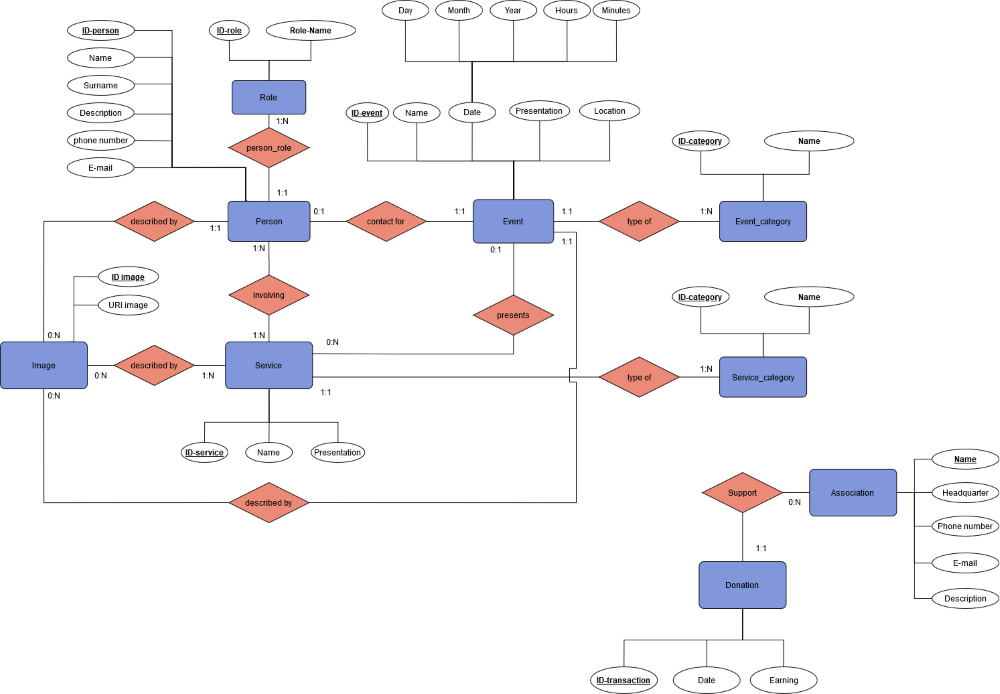 Day
Month
Year
Hours
Minutes
ID-person
ID-role
Role-Name
Name
Surname
Role
Description
ID-event
Name
Date
Presentation
Location
1:N
phone number
person_role
ID-category
Name
E-mail
1:1
described by
1:1
Person
0:1
contact for
1:1
Event
1:1
type of
1:N
Event_category
1:N
0:1
1:1
ID image
URI image
involving
presents
ID-category
Name
0:N
1:N
0:N
Image
0:N
described by
1:N
Service
1:1
type of
1:N
Service_category
0:N
ID-service
Name
Presentation
described by
Name
Support
0:N
Association
Headquarter
Phone number
1:1
E-mail
Donation
Description
ID-transaction
Date
Earning